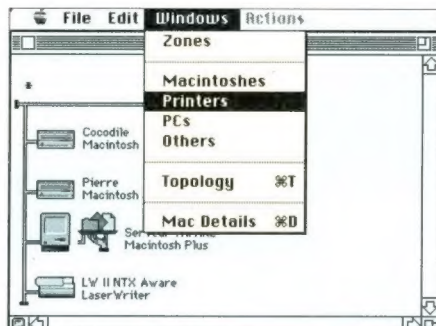 File Edit Windows Actions
Zones
Macintoshes
Printers
PCs
Others
Topology ⌘T
Mac Details ⌘D
*
Cocodile
Macintosh
Pierre
Macintosh
Macintosh Plus
LW II NTX Aware
LaserWriter